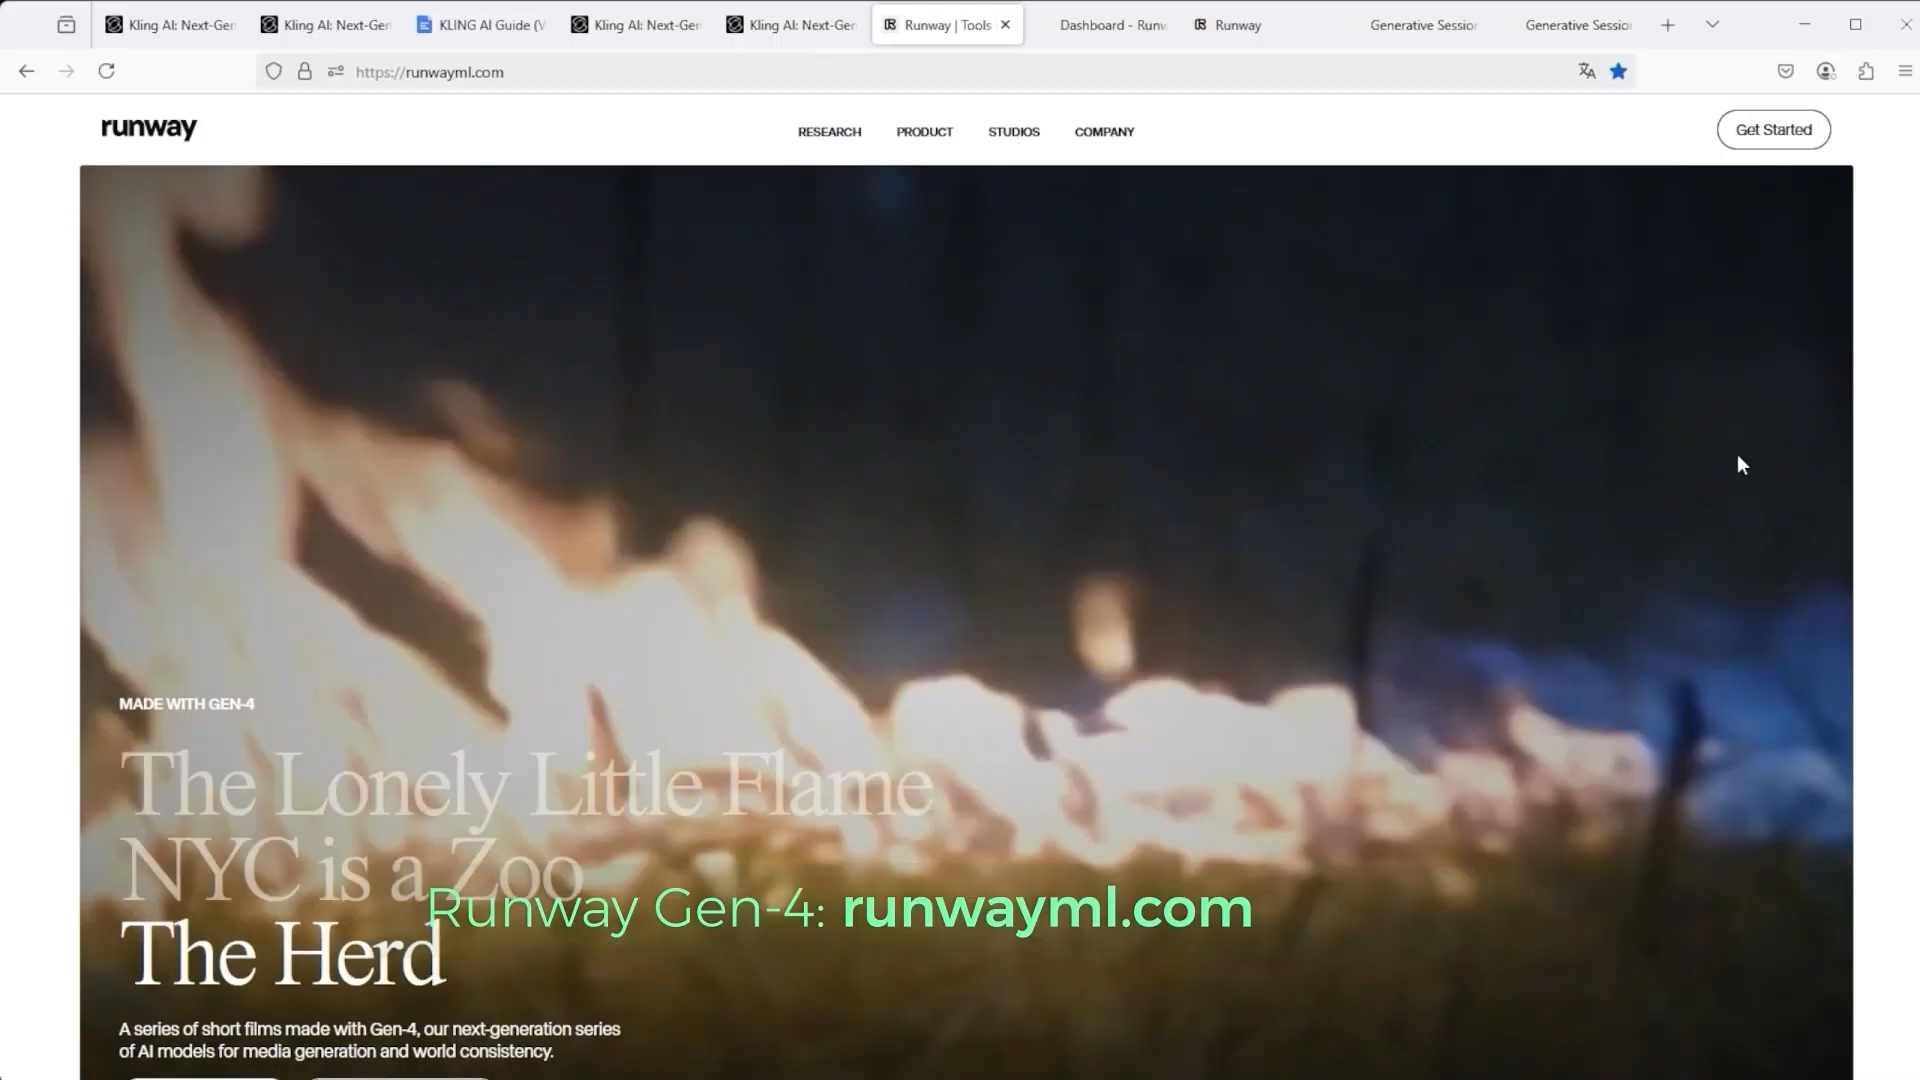 Kling AI: Next-Gen
Kling AI: Next-Gen
KLING AI Guide (V
Kling AI: Next-Gen
Kling AI: Next-Gen
Runway | Tools
Dashboard - Runw
Runway
Generative Session
Generative Session
https://runwayml.com
runway
RESEARCH
PRODUCT
STUDIOS
COMPANY
Get Started
MADE WITH GEN-4
The Lonely Little Flame
NYC is a Zoo
Runway Gen-4: runwayml.com
The Herd
A series of short films made with Gen-4, our next-generation series
of AI models for media generation and world consistency.